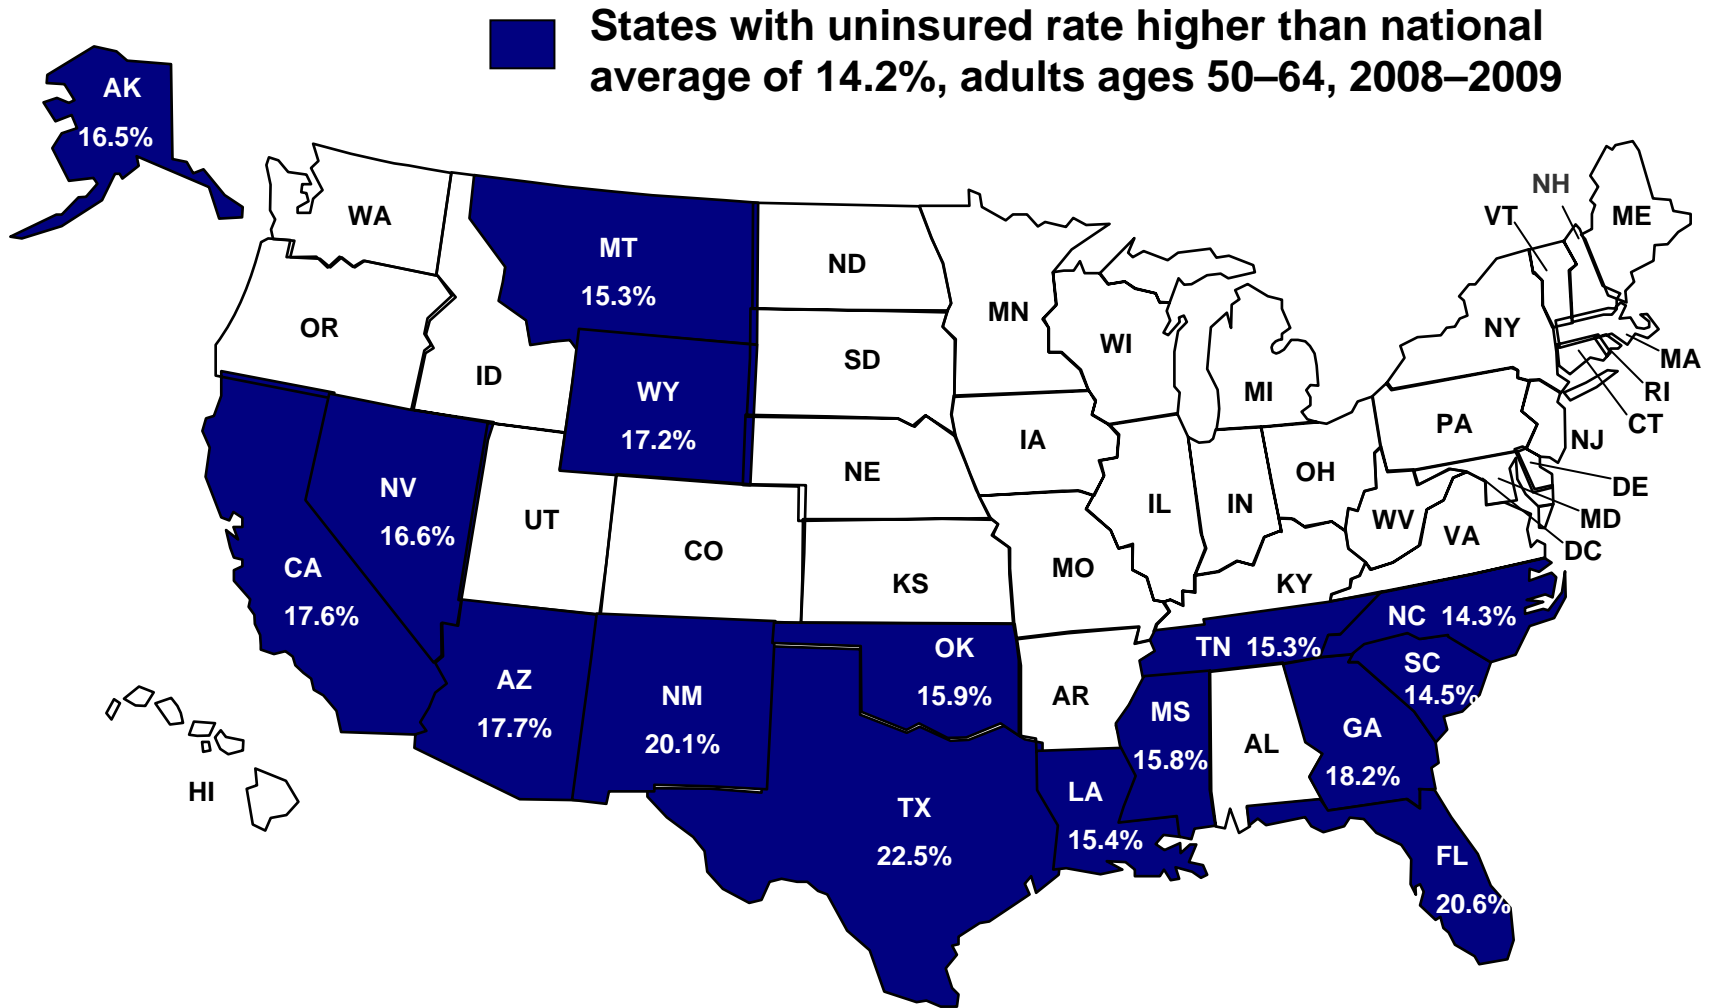 States with uninsured rate higher than national
average of 14.2%, adults ages 50–64, 2008–2009
AK
16.5%
WA
OR
ID
MT
15.3%
WY
17.2%
NV
16.6%
CA
17.6%
UT
CO
AZ
17.7%
NM
20.1%
HI
ND
SD
NE
KS
OK
15.9%
TX
22.5%
MN
IA
MO
AR
LA
15.4%
WI
IL
MI
IN
OH
KY
TN 15.3%
MS
15.8%
AL
GA
18.2%
FL
20.6%
SC
14.5%
NC 14.3%
VA
WV
PA
NY
VT
NH
ME
MA
RI
CT
NJ
DE
MD
DC